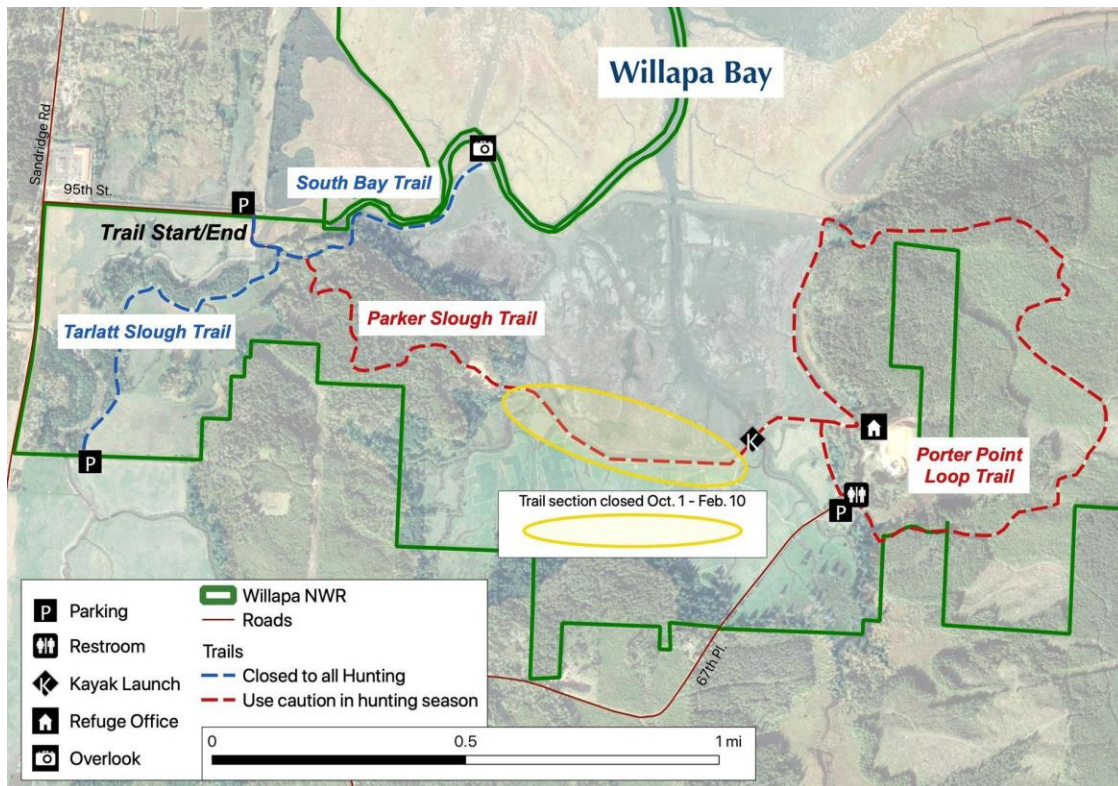 Willapa Bay
Sandridge Rd
95th St.
P
South Bay Trail
Trail Start/End
Tarlatt Slough Trail
Parker Slough Trail
K
Porter Point
Loop Trail
P
P
Trail section closed Oct. 1 - Feb. 10
67th Pl.
P Parking
Restroom
K Kayak Launch
Refuge Office
Overlook
Willapa NWR
Roads
Trails
Closed to all Hunting
Use caution in hunting season
0 0.5 1 mi